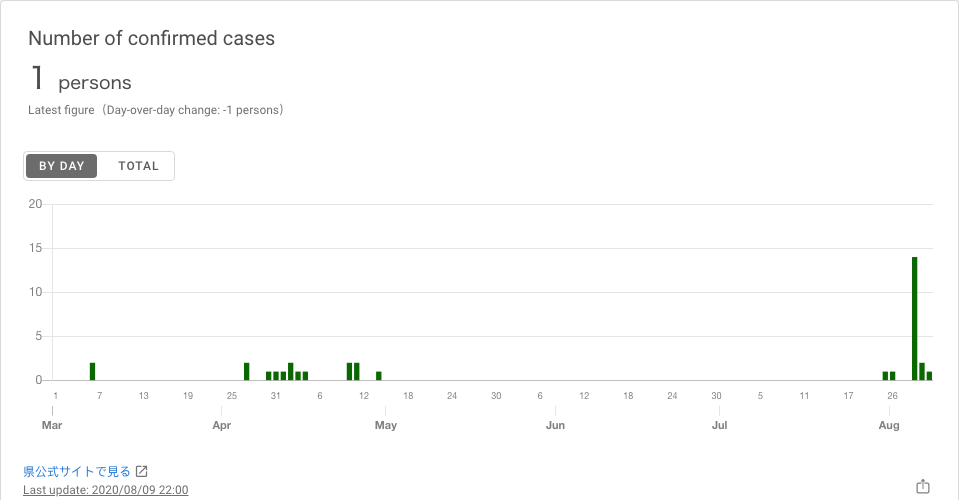 Number of confirmed cases
1 persons
Latest figure（Day-over-day change: -1 persons）
BY DAY TOTAL
20
15
10
5
0
1 7 13 19 25 31 6 12 18 24 30 6 12 18 24 30 5 11 17 26
Mar Apr May Jun Jul Aug
県公式サイトで見る
Last update: 2020/08/09 22:00